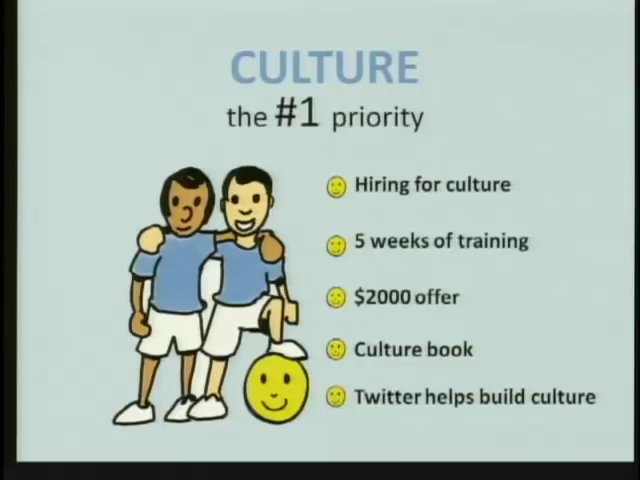 CULTURE
the #1 priority
Hiring for culture
5 weeks of training
$2000 offer
Culture book
Twitter helps build culture